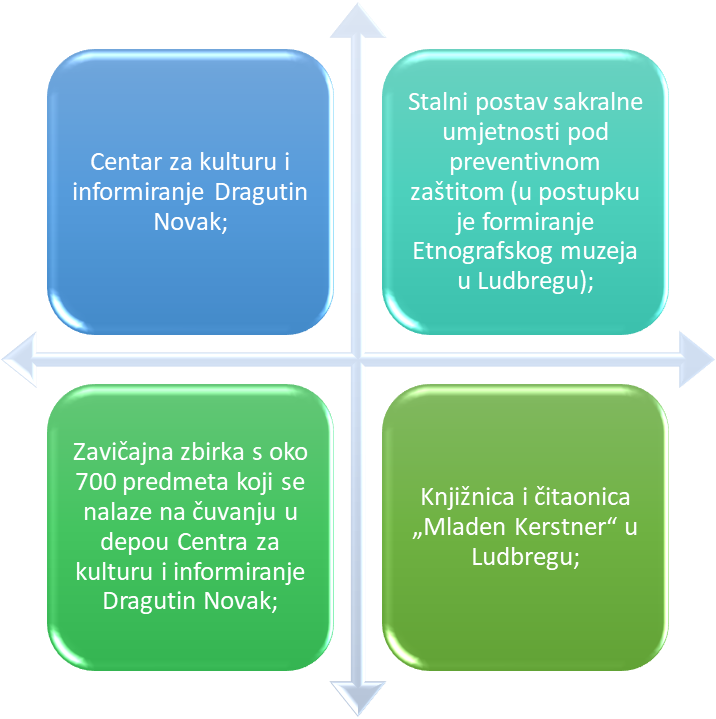 Centar za kulturu i
informiranje Dragutin
Novak;
Stalni postav sakralne
umjetnosti pod
preventivnom
zaštitom (u postupku
je formiranje
Etnografskog muzeja
u Ludbregu);
Zavičajna zbirka s oko
700 predmeta koji se
nalaze na čuvanju u
depou Centra za
kulturu i informiranje
Dragutin Novak;
Knjižnica i čitaonica
„Mladen Kerstner“ u
Ludbregu;